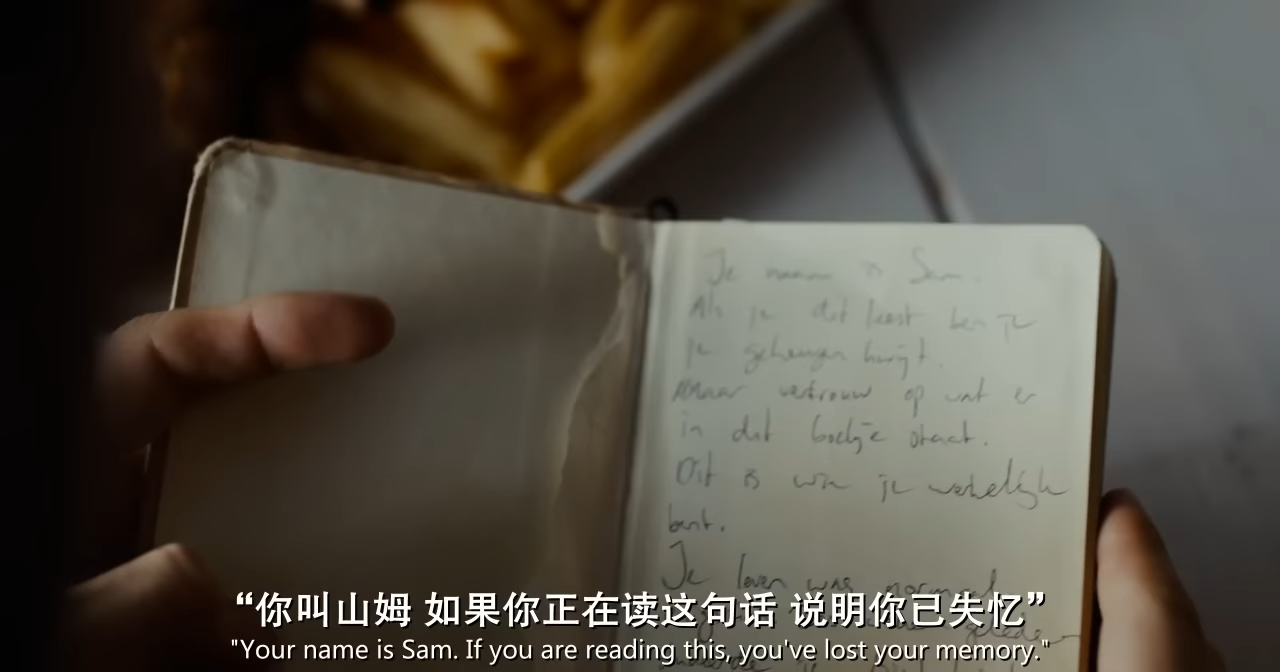 Je naam is Sam.
Als je dit leest ben je
je geheugen kwijt.
Maar vertrouw op wat er
in dit boekje staat.
Dit is wie je werkelijk
bent.
Je leven was normaal
geleden
“你叫山姆 如果你正在读这句话 说明你已失忆”
"Your name is Sam. If you are reading this, you've lost your memory."